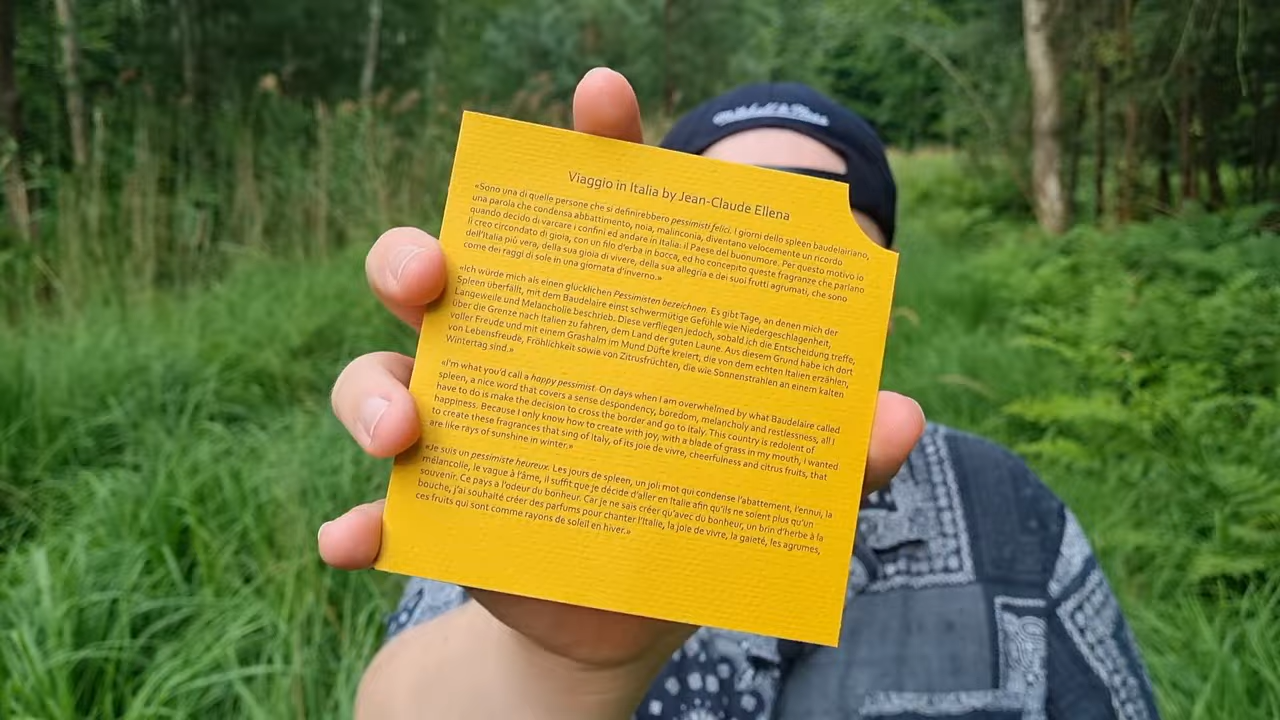 Mitchell & Ness
Viaggio in Italia by Jean-Claude Ellena
«Sono una di quelle persone che si definirebbero pessimisti felici. I giorni dello spleen baudelairiano,
una parola che condensa abbattimento, noia, malinconia, diventano velocemente un ricordo
quando decido di varcare i confini ed andare in Italia: il Paese del buonumore. Per questo motivo lo
li creo circondato di gioia, con un filo d'erba in bocca, ed ho concepito queste fragranze che parlano
dell'Italia più vera, della sua gioia di vivere, della sua allegria e dei suoi frutti agrumati, che sono
come dei raggi di sole in una giornata d'inverno.»
«Ich würde mich als einen glücklichen Pessimisten bezeichnen. Es gibt Tage, an denen mich der
Spleen überfällt, mit dem Baudelaire einst schwermütige Gefühle wie Niedergeschlagenheit,
Langeweile und Melancholie beschrieb. Diese verfliegen jedoch, sobald ich die Entscheidung treffe,
über die Grenze nach Italien zu fahren, dem Land der guten Laune. Aus diesem Grund habe ich dort
voller Freude und mit einem Grashalm im Mund Düfte kreiert, die von dem echten Italien erzählen,
von Lebensfreude, Fröhlichkeit sowie von Zitrusfrüchten, die wie Sonnenstrahlen an einem kalten
Wintertag sind.»
«I'm what you'd call a happy pessimist. On days when I am overwhelmed by what Baudelaire called
spleen, a nice word that covers a sense despondency, boredom, melancholy and restlessness, all I
have to do is make the decision to cross the border and go to Italy. This country is redolent of
happiness. Because I only know how to create with joy, with a blade of grass in my mouth, I wanted
to create these fragrances that sing of Italy, of its joie de vivre, cheerfulness and citrus fruits, that
are like rays of sunshine in winter.»
«Je suis un pessimiste heureux. Les jours de spleen, un joli mot qui condense l'abattement, l'ennui, la
mélancolie, le vague à l'âme, il suffit que je décide d'aller en Italie afin qu'ils ne soient plus qu'un
souvenir. Ce pays a l'odeur du bonheur. Car je ne sais créer qu'avec du bonheur, un brin d'herbe à la
bouche, j'ai souhaité créer des parfums pour chanter l'Italie, la joie de vivre, la gaieté, les agrumes,
ces fruits qui sont comme rayons de soleil en hiver.»